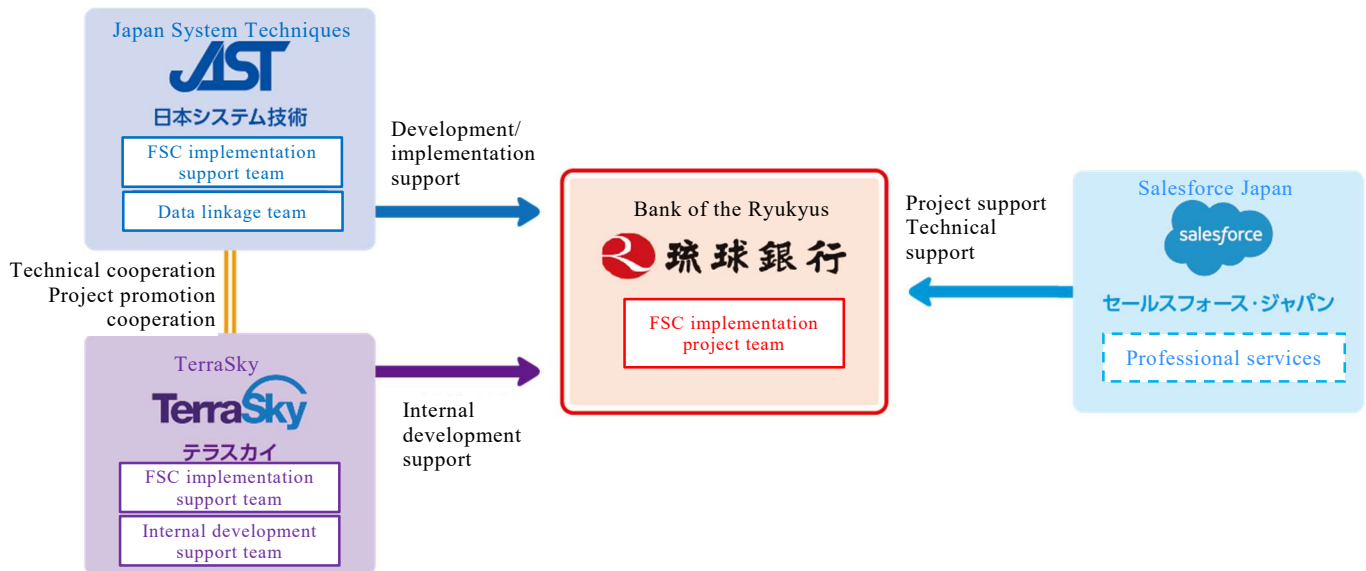 Japan System Techniques
JAST
日本システム技術
FSC implementation
support team
Data linkage team
Development/
implementation
support
Technical cooperation
Project promotion
cooperation
TerraSky
TerraSky
テラスカイ
FSC implementation
support team
Internal development
support team
Internal
development
support
Bank of the Ryukyus
R 琉球銀行
FSC implementation
project team
Project support
Technical
support
Salesforce Japan
salesforce
セールスフォース・ジャパン
Professional services